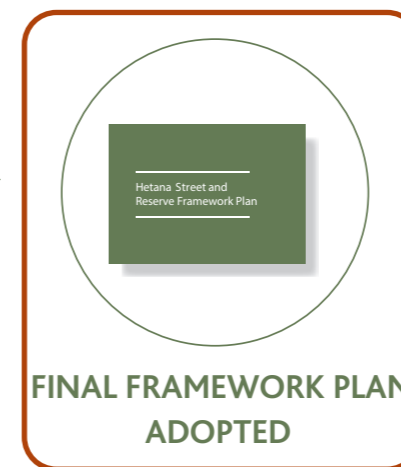 Hetana Street and
Reserve Framework Plan
FINAL FRAMEWORK PLAN
ADOPTED